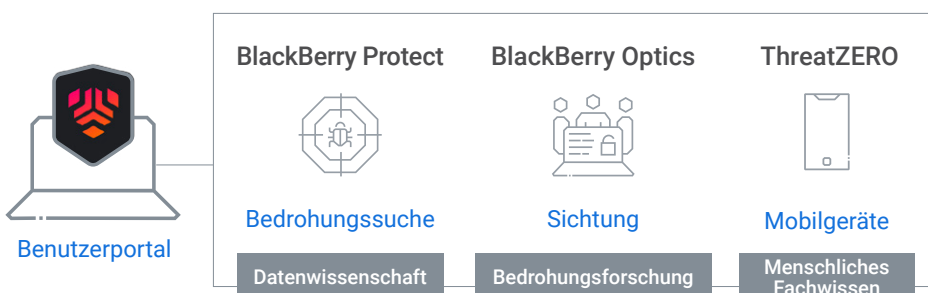 BlackBerry Protect
BlackBerry Optics
ThreatZERO
Bedrohungssuche
Sichtung
Mobilgeräte
Benutzerportal
Datenwissenschaft
Bedrohungsforschung
Menschliches
Fachwissen